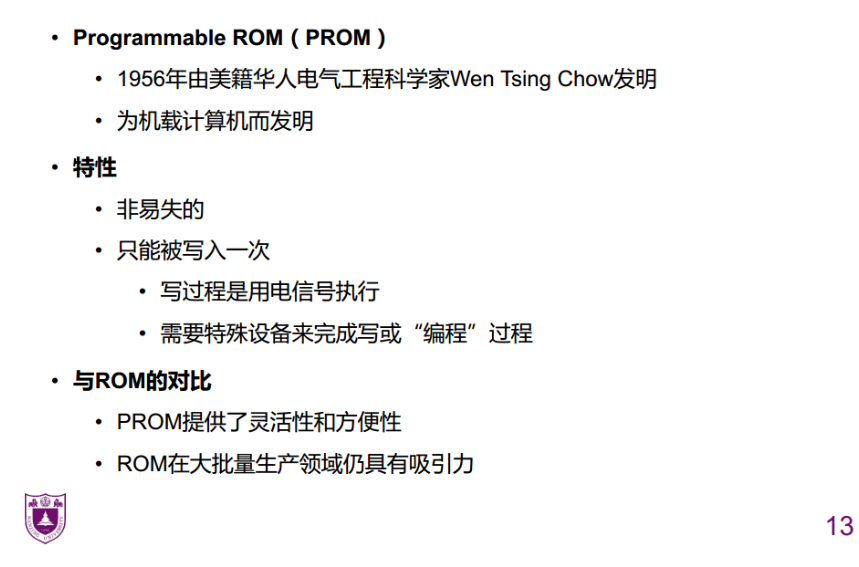 • Programmable ROM（PROM）
• 1956年由美籍华人电气工程科学家Wen Tsing Chow发明
• 为机载计算机而发明
• 特性
• 非易失的
• 只能被写入一次
• 写过程是用电信号执行
• 需要特殊设备来完成写或“编程”过程
• 与ROM的对比
• PROM提供了灵活性和方便性
• ROM在大批量生产领域仍具有吸引力
13